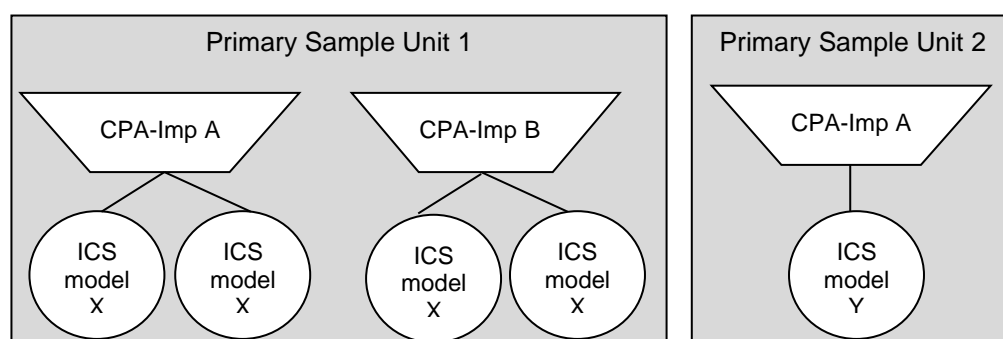 Primary Sample Unit 1
CPA-Imp A
CPA-Imp B
ICS
model
X
ICS
model
X
ICS
model
X
ICS
model
X
Primary Sample Unit 2
CPA-Imp A
ICS
model
Y